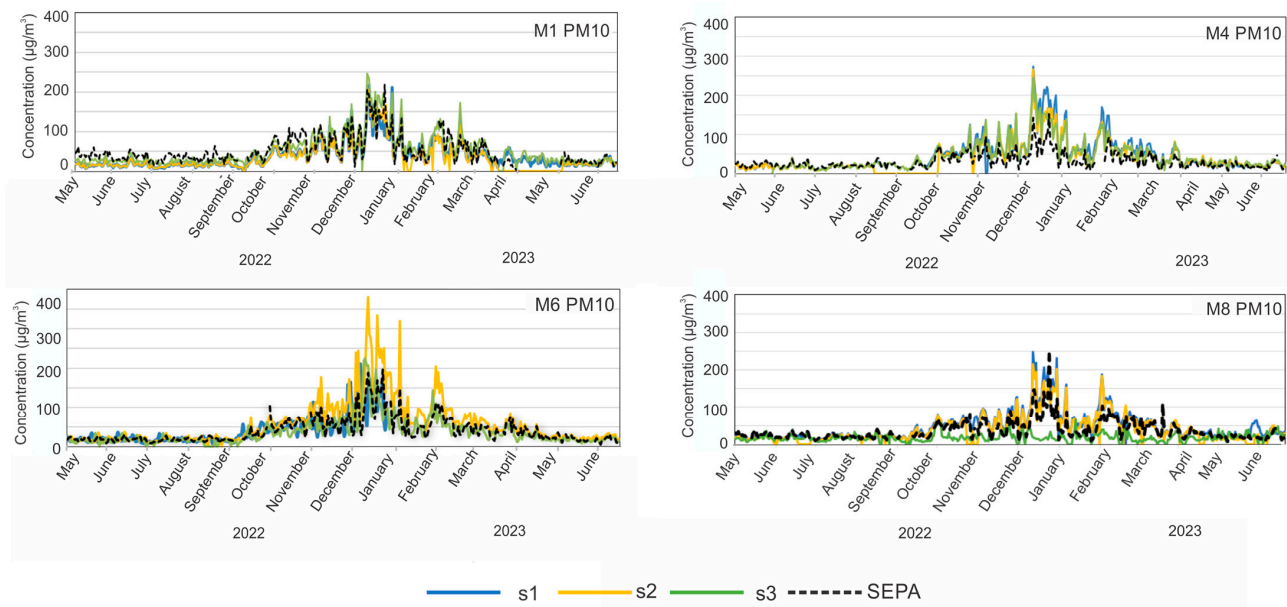 M1 PM10
Concentration (µg/m³)
400
300
200
100
0
May June July August September October November December January February March April May June
2022 2023
M4 PM10
Concentration (µg/m³)
400
300
200
100
0
May June July August September October November December January February March April May June
2022 2023
M6 PM10
Concentration (µg/m³)
400
300
200
100
0
May June July August September October November December January February March April May June
2022 2023
M8 PM10
Concentration (µg/m³)
400
300
200
100
0
May June July August September October November December January February March April May June
2022 2023
s1 s2 s3 SEPA